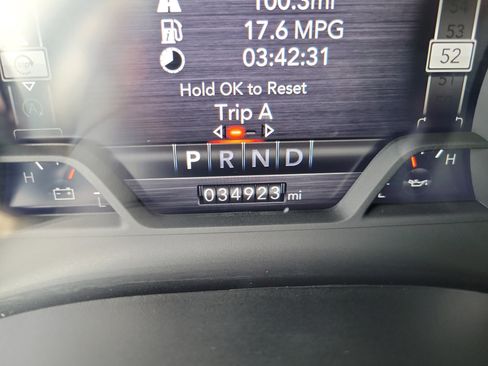 100.3mi
17.6 MPG
03:42:31
Hold OK to Reset
Trip A
P R N D
034923 mi
54
53
52
51
H
H